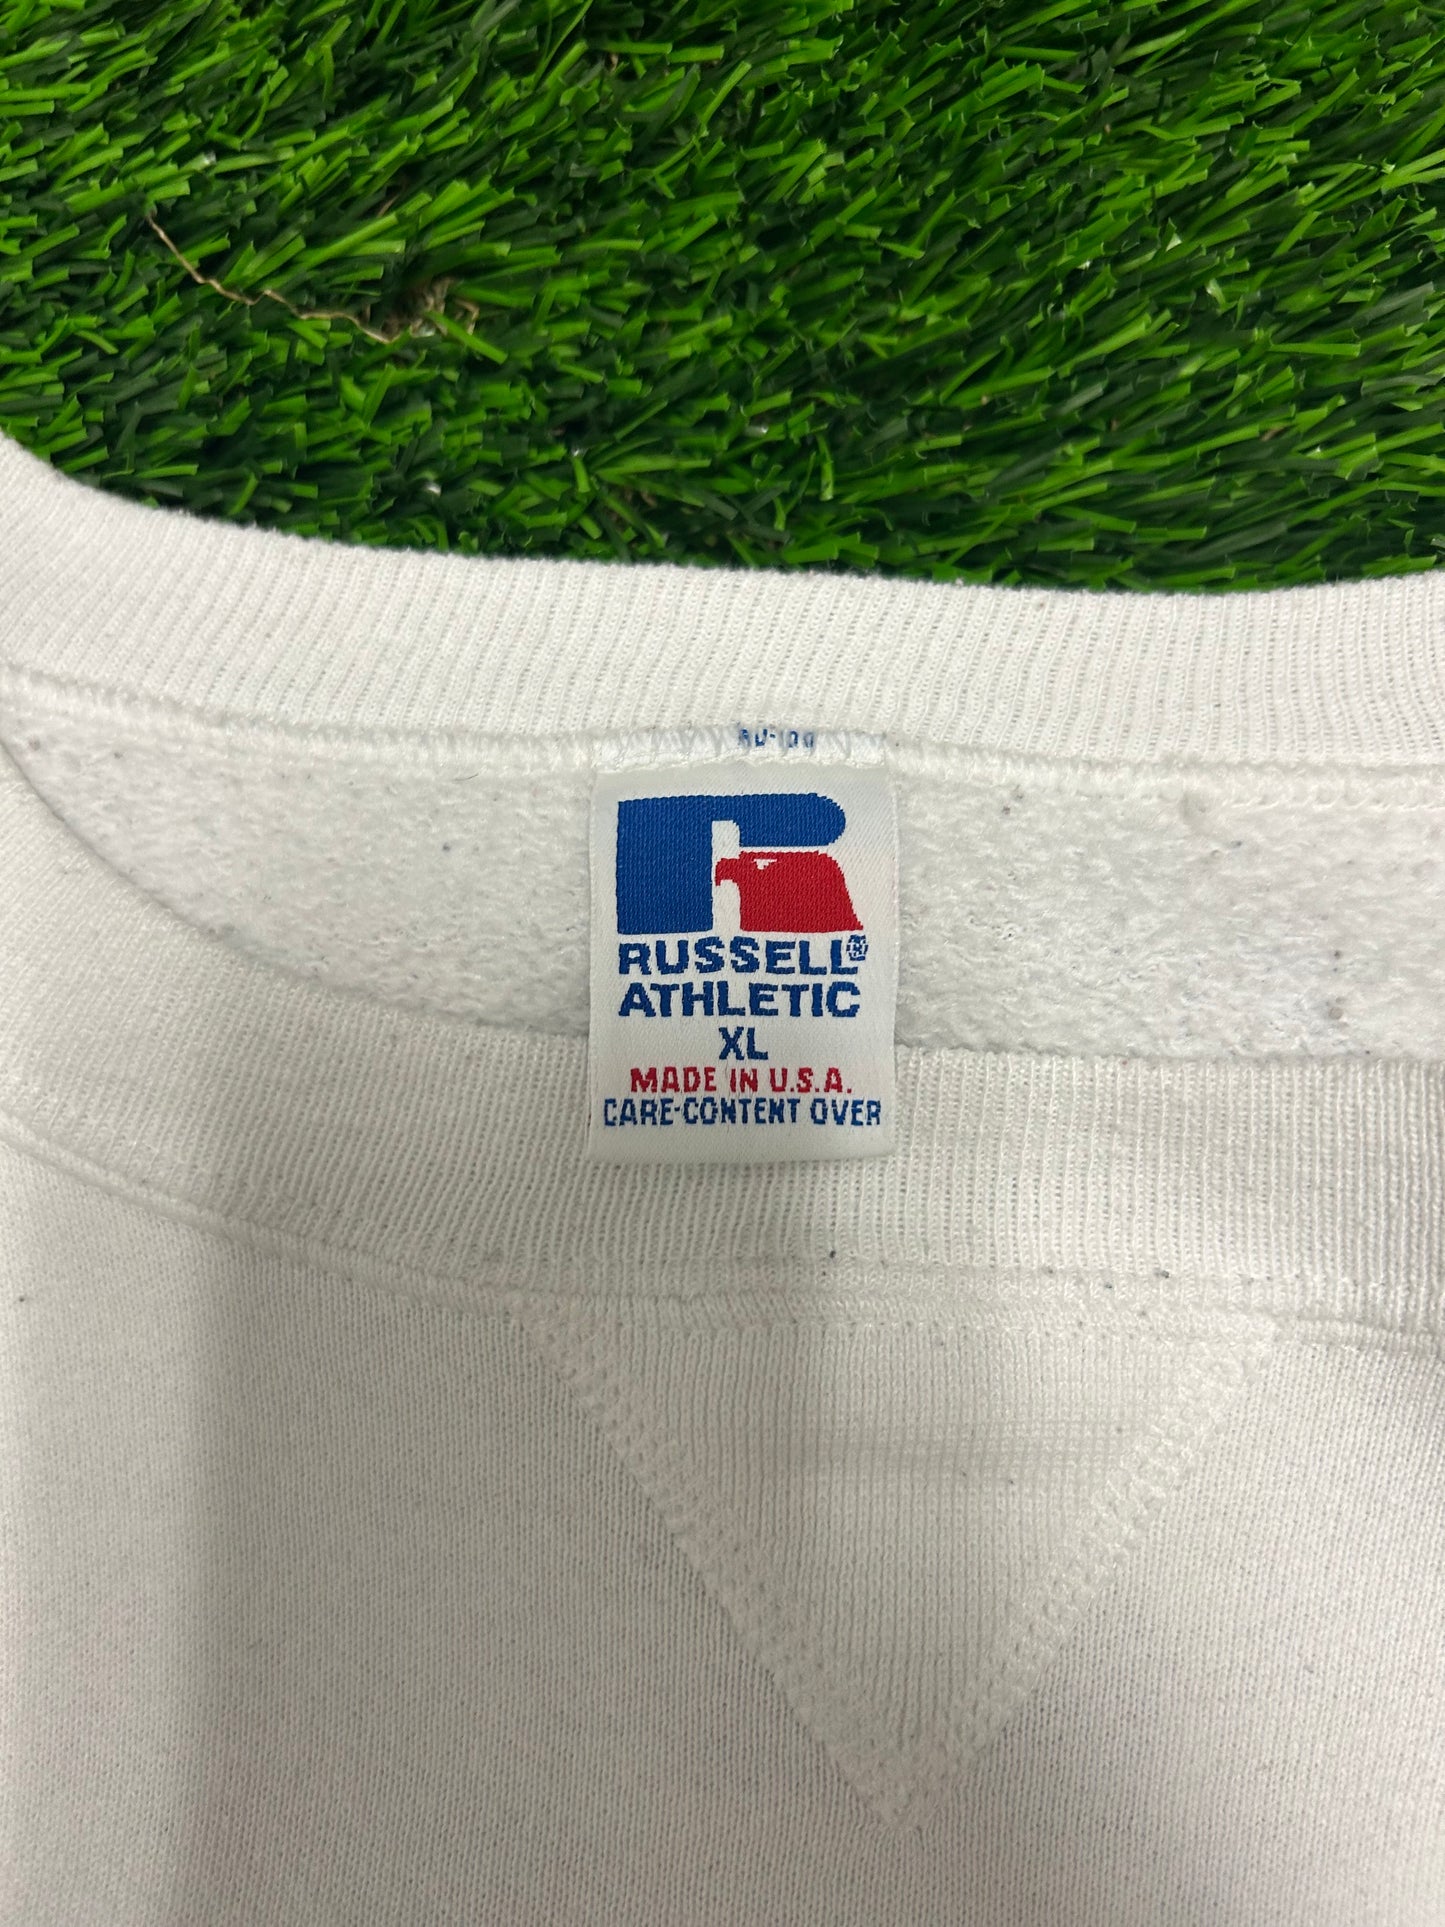 RUSSELL®
ATHLETIC
XL
MADE IN U.S.A.
CARE-CONTENT OVER